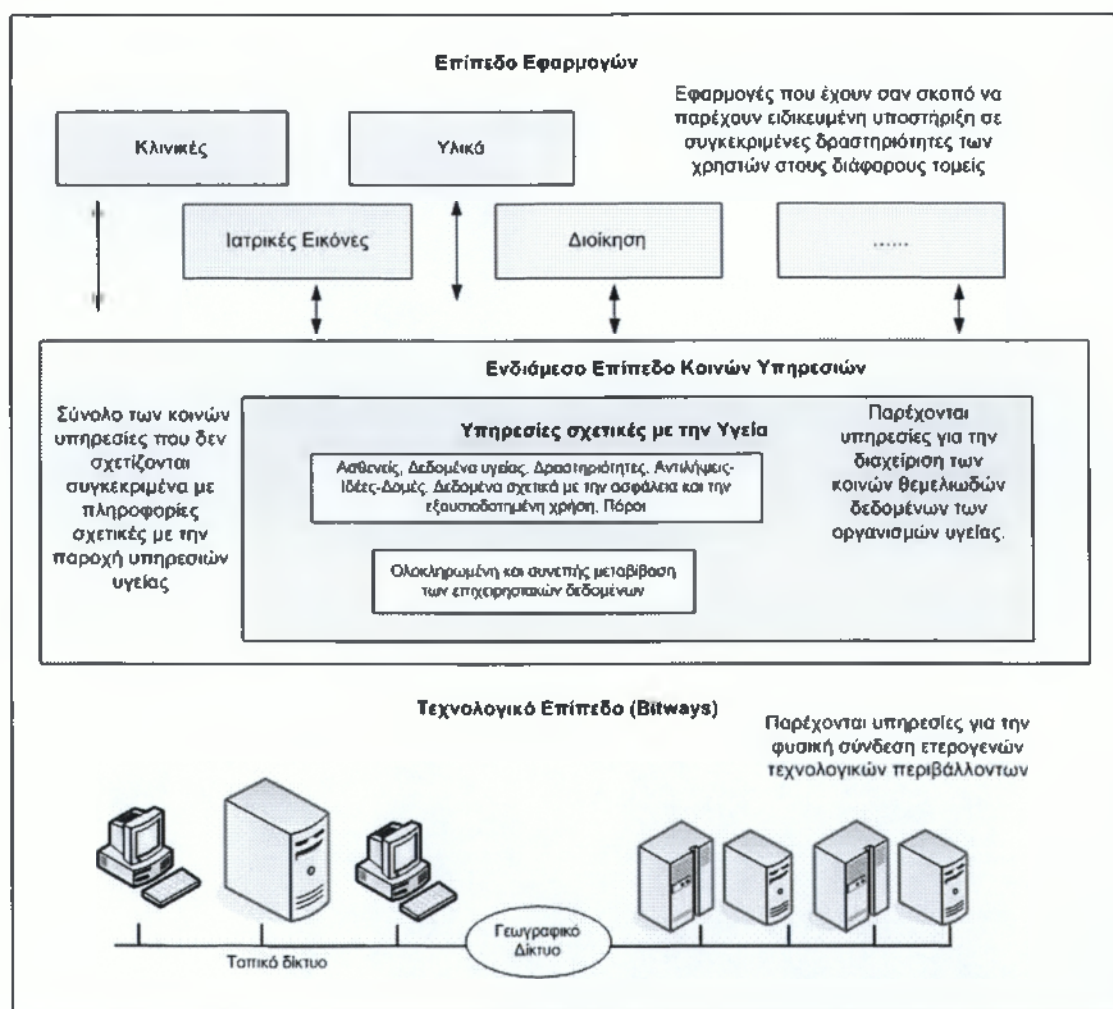 Επίπεδο Εφαρμογών
Εφαρμογές που έχουν σαν σκοπό να
παρέχουν ειδικευμένη υποστήριξη σε
συγκεκριμένες δραστηριότητες των
χρηστών στους διάφορους τομείς
Κλινικές
Υλικά
Ιατρικές Εικόνες
Διοίκηση
......
Ενδιάμεσο Επίπεδο Κοινών Υπηρεσιών
Σύνολο των κοινών
υπηρεσίες που δεν
σχετίζονται
συγκεκριμένα με
πληροφορίες
σχετικές με την
παροχή υπηρεσιών
υγείας
Υπηρεσίες σχετικές με την Υγεία
Ασθενείς, Δεδομένα υγείας, Δραστηριότητες, Αντιλήψεις-
Ιδέες-Δομές, Δεδομένα σχετικά με την ασφάλεια και την
εξουσιοδοτημένη χρήση, Πόροι
Ολοκληρωμένη και συνεπής μεταβίβαση
των επιχειρησιακών δεδομένων
Παρέχονται
υπηρεσίες για την
διαχείριση των
κοινών θεμελιωδών
δεδομένων των
οργανισμών υγείας.
Τεχνολογικό Επίπεδο (Bitways)
Παρέχονται υπηρεσίες για την
φυσική σύνδεση ετερογενών
τεχνολογικών περιβάλλοντων
Τοπικό δίκτυο
Γεωγραφικό
Δίκτυο